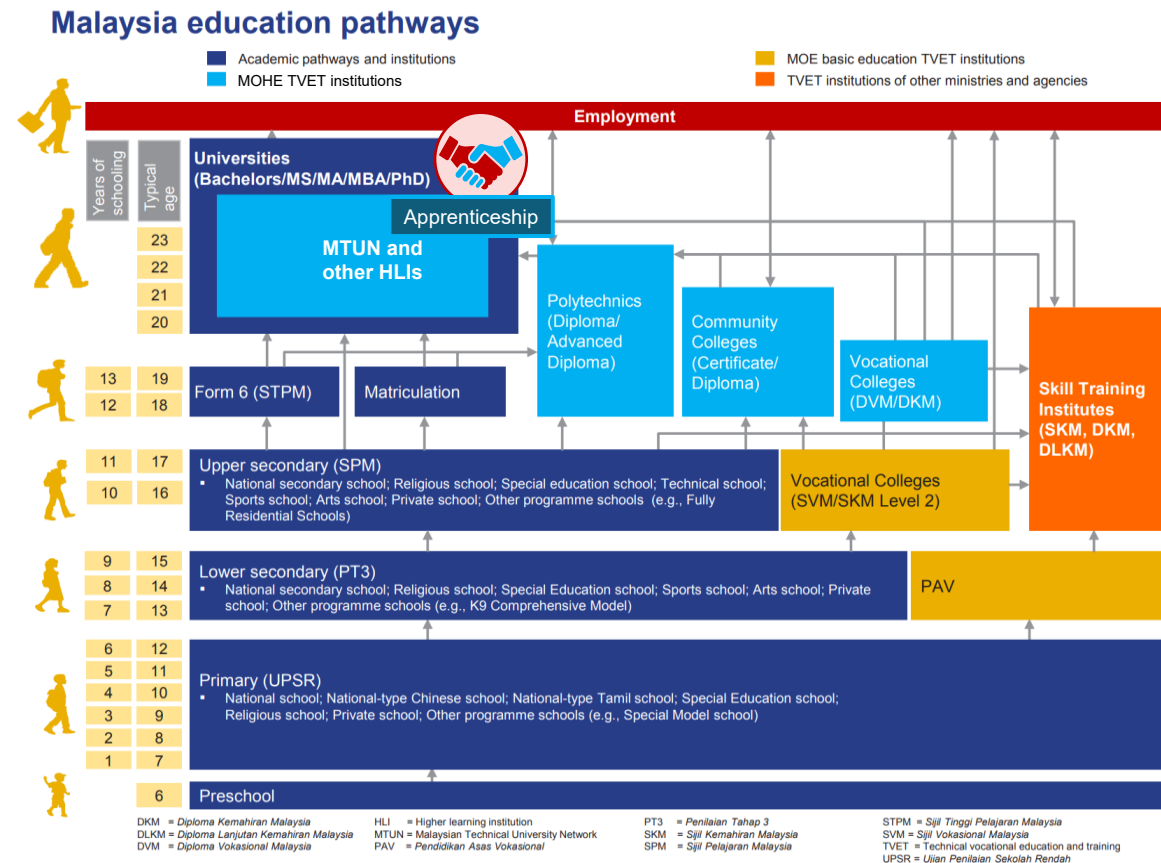 Malaysia education pathways
Academic pathways and institutions
MOHE TVET institutions
MOE basic education TVET institutions
TVET institutions of other ministries and agencies
Employment
Years of
schooling
Typical
age
Universities
(Bachelors/MS/MA/MBA/PhD)
Apprenticeship
MTUN and
other HLIs
23
22
21
20
Polytechnics
(Diploma/
Advanced
Diploma)
Community
Colleges
(Certificate/
Diploma)
Vocational
Colleges
(DVM/DKM)
Skill Training
Institutes
(SKM, DKM,
DLKM)
13 19
12 18
Form 6 (STPM)
Matriculation
11 17
10 16
Upper secondary (SPM)
▪ National secondary school; Religious school; Special education school; Technical school;
Sports school; Arts school; Private school; Other programme schools (e.g., Fully
Residential Schools)
Vocational Colleges
(SVM/SKM Level 2)
9 15
8 14
7 13
Lower secondary (PT3)
▪ National secondary school; Religious school; Special Education school; Sports school; Arts school; Private
school; Other programme schools (e.g., K9 Comprehensive Model)
PAV
6 12
5 11
4 10
3 9
2 8
1 7
Primary (UPSR)
▪ National school; National-type Chinese school; National-type Tamil school; Special Education school;
Religious school; Private school; Other programme schools (e.g., Special Model school)
6
Preschool
DKM = Diploma Kemahiran Malaysia
DLKM = Diploma Lanjutan Kemahiran Malaysia
DVM = Diploma Vokasional Malaysia
HLI = Higher learning institution
MTUN = Malaysian Technical University Network
PAV = Pendidikan Asas Vokasional
PT3 = Penilaian Tahap 3
SKM = Sijil Kemahiran Malaysia
SPM = Sijil Pelajaran Malaysia
STPM = Sijil Tinggi Pelajaran Malaysia
SVM = Sijil Vokasional Malaysia
TVET = Technical vocational education and training
UPSR = Ujian Penilaian Sekolah Rendah